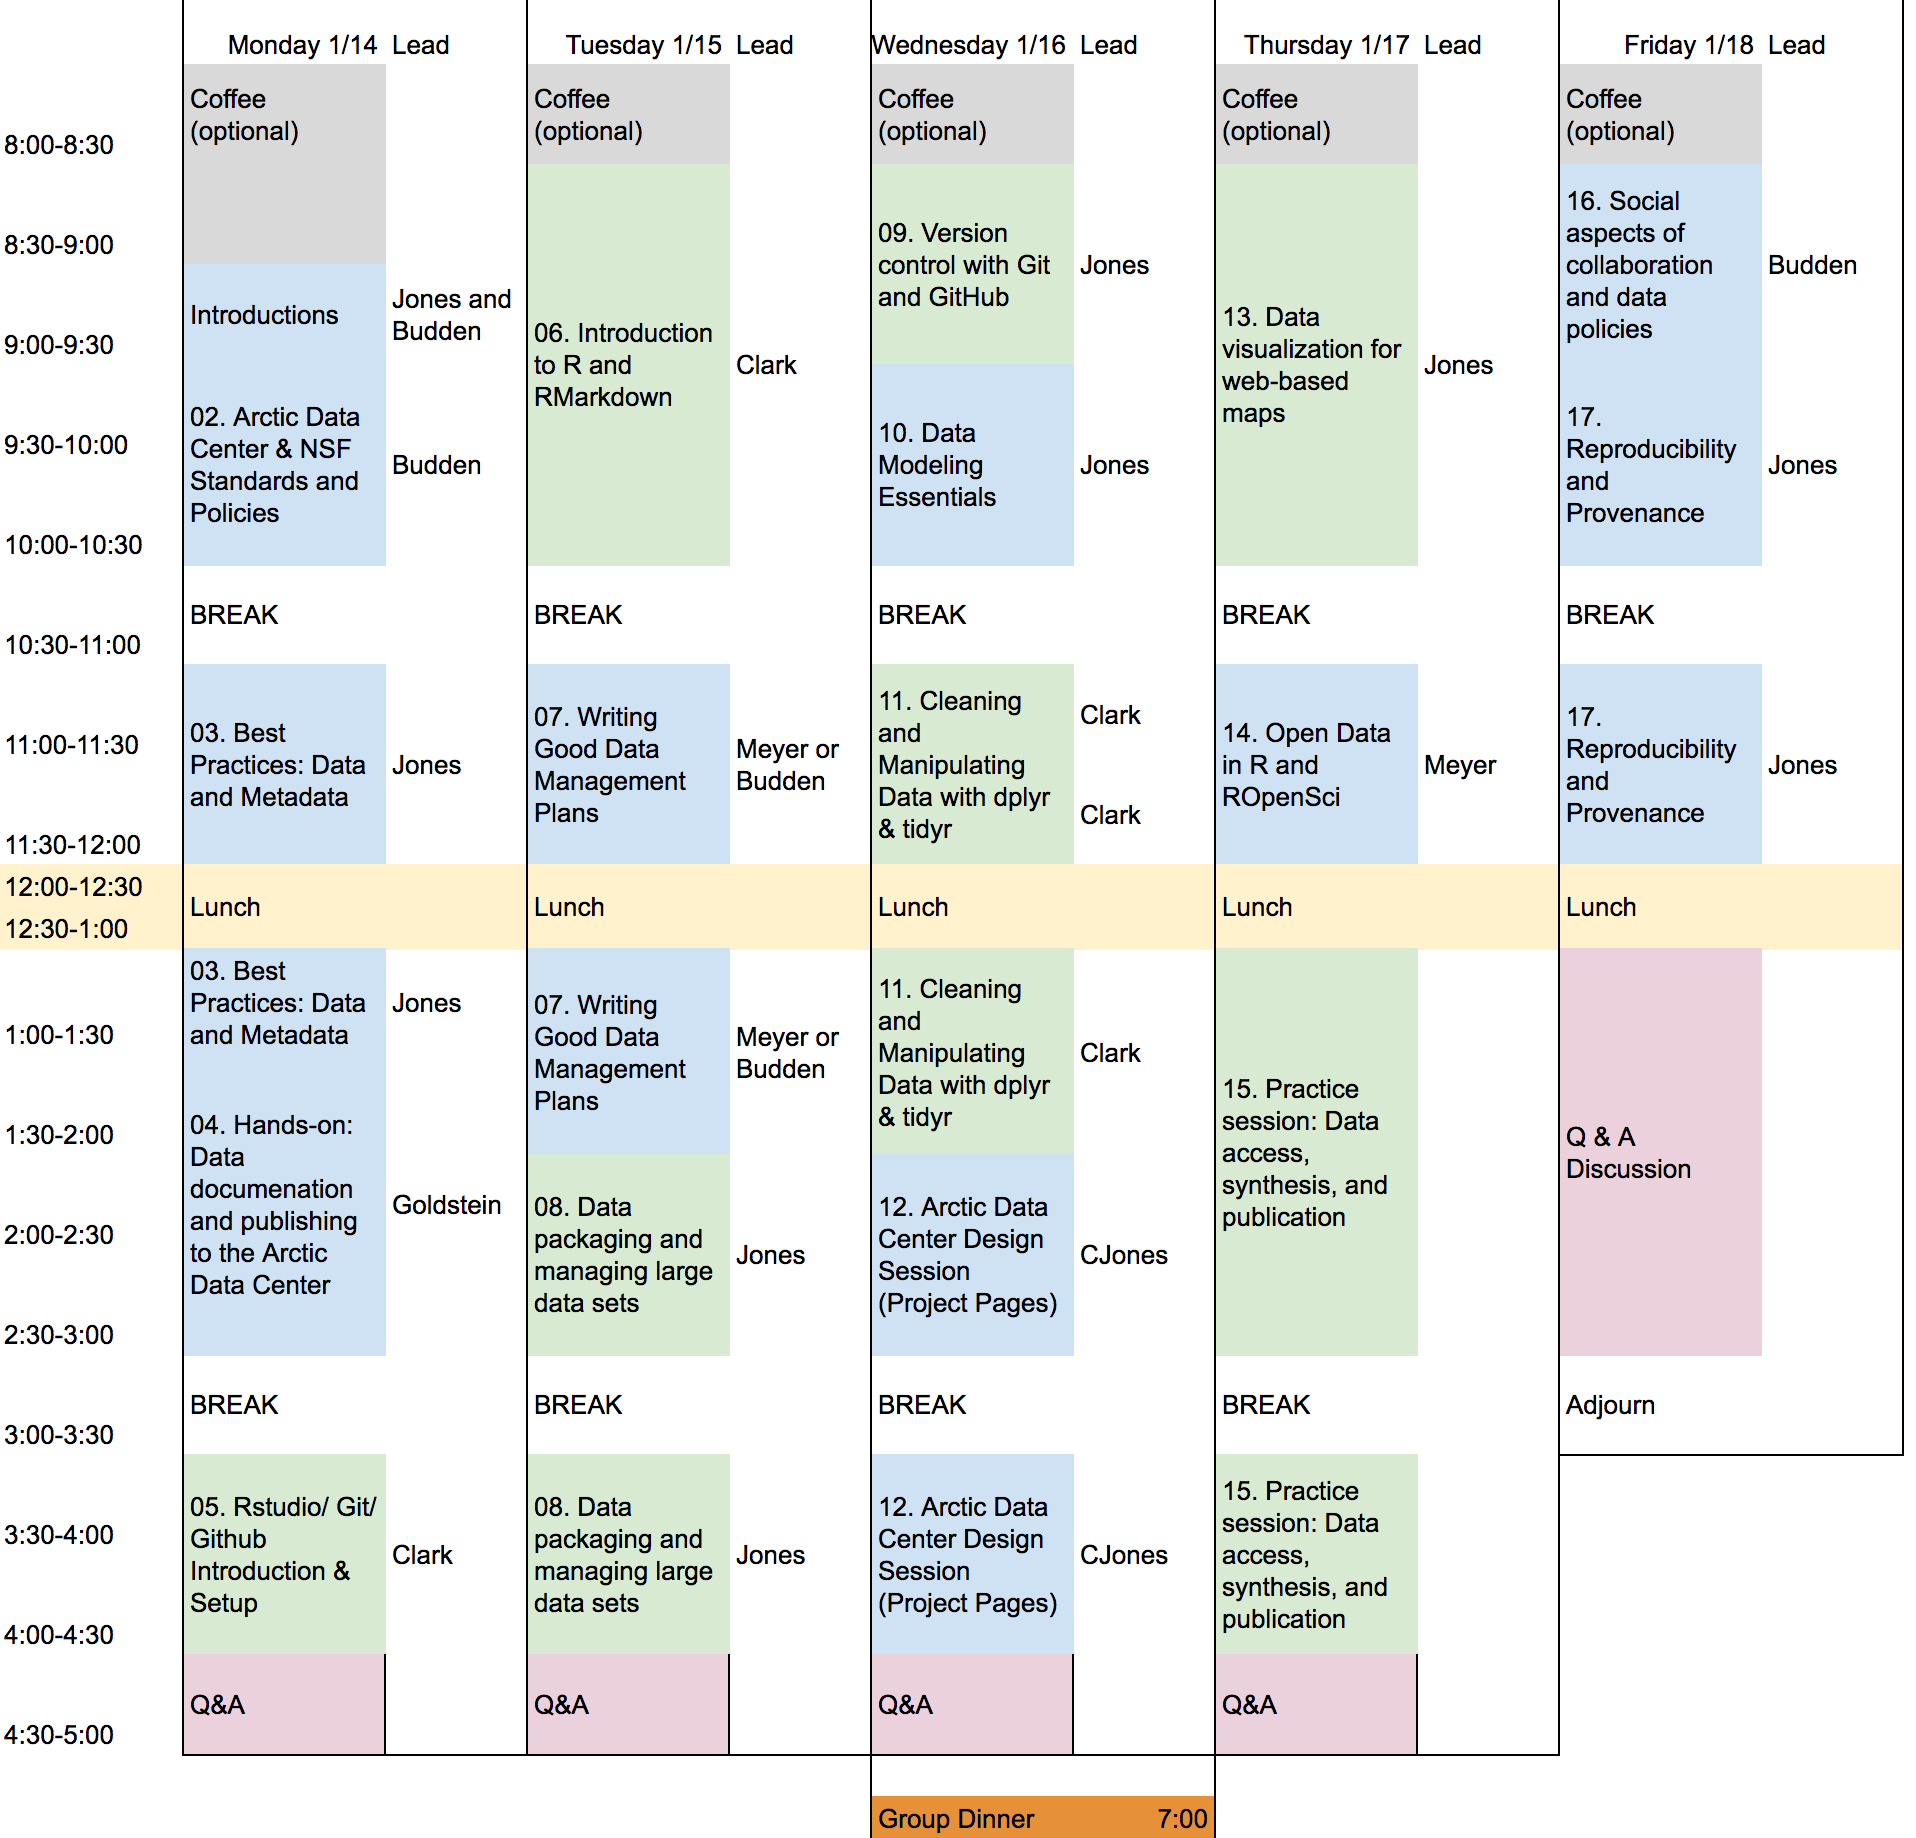 Monday 1/14 Lead Tuesday 1/15 Lead Wednesday 1/16 Lead Thursday 1/17 Lead Friday 1/18 Lead
8:00-8:30
8:30-9:00
9:00-9:30
9:30-10:00
10:00-10:30
10:30-11:00
11:00-11:30
11:30-12:00
12:00-12:30
12:30-1:00
1:00-1:30
1:30-2:00
2:00-2:30
2:30-3:00
3:00-3:30
3:30-4:00
4:00-4:30
4:30-5:00
Coffee
(optional)
Introductions
Jones and
Budden
02. Arctic Data
Center & NSF
Standards and
Policies
Budden
BREAK
03. Best
Practices: Data
and Metadata
Jones
Lunch
03. Best
Practices: Data
and Metadata
Jones
04. Hands-on:
Data
documenation
and publishing
to the Arctic
Data Center
Goldstein
BREAK
05. Rstudio/ Git/
Github
Introduction &
Setup
Clark
Q&A
Coffee
(optional)
06. Introduction
to R and
RMarkdown
Clark
BREAK
07. Writing
Good Data
Management
Plans
Meyer or
Budden
Lunch
07. Writing
Good Data
Management
Plans
Meyer or
Budden
08. Data
packaging and
managing large
data sets
Jones
BREAK
08. Data
packaging and
managing large
data sets
Jones
Q&A
Coffee
(optional)
09. Version
control with Git
and GitHub
Jones
10. Data
Modeling
Essentials
Jones
BREAK
11. Cleaning
and
Manipulating
Data with dplyr
& tidyr
Clark
Clark
Lunch
11. Cleaning
and
Manipulating
Data with dplyr
& tidyr
Clark
12. Arctic Data
Center Design
Session
(Project Pages)
CJones
BREAK
12. Arctic Data
Center Design
Session
(Project Pages)
CJones
Q&A
Group Dinner 7:00
Coffee
(optional)
13. Data
visualization for
web-based
maps
Jones
BREAK
14. Open Data
in R and
ROpenSci
Meyer
Lunch
15. Practice
session: Data
access,
synthesis, and
publication
BREAK
15. Practice
session: Data
access,
synthesis, and
publication
Q&A
Coffee
(optional)
16. Social
aspects of
collaboration
and data
policies
Budden
17.
Reproducibility
and
Provenance
Jones
BREAK
17.
Reproducibility
and
Provenance
Jones
Lunch
Q & A
Discussion
Adjourn